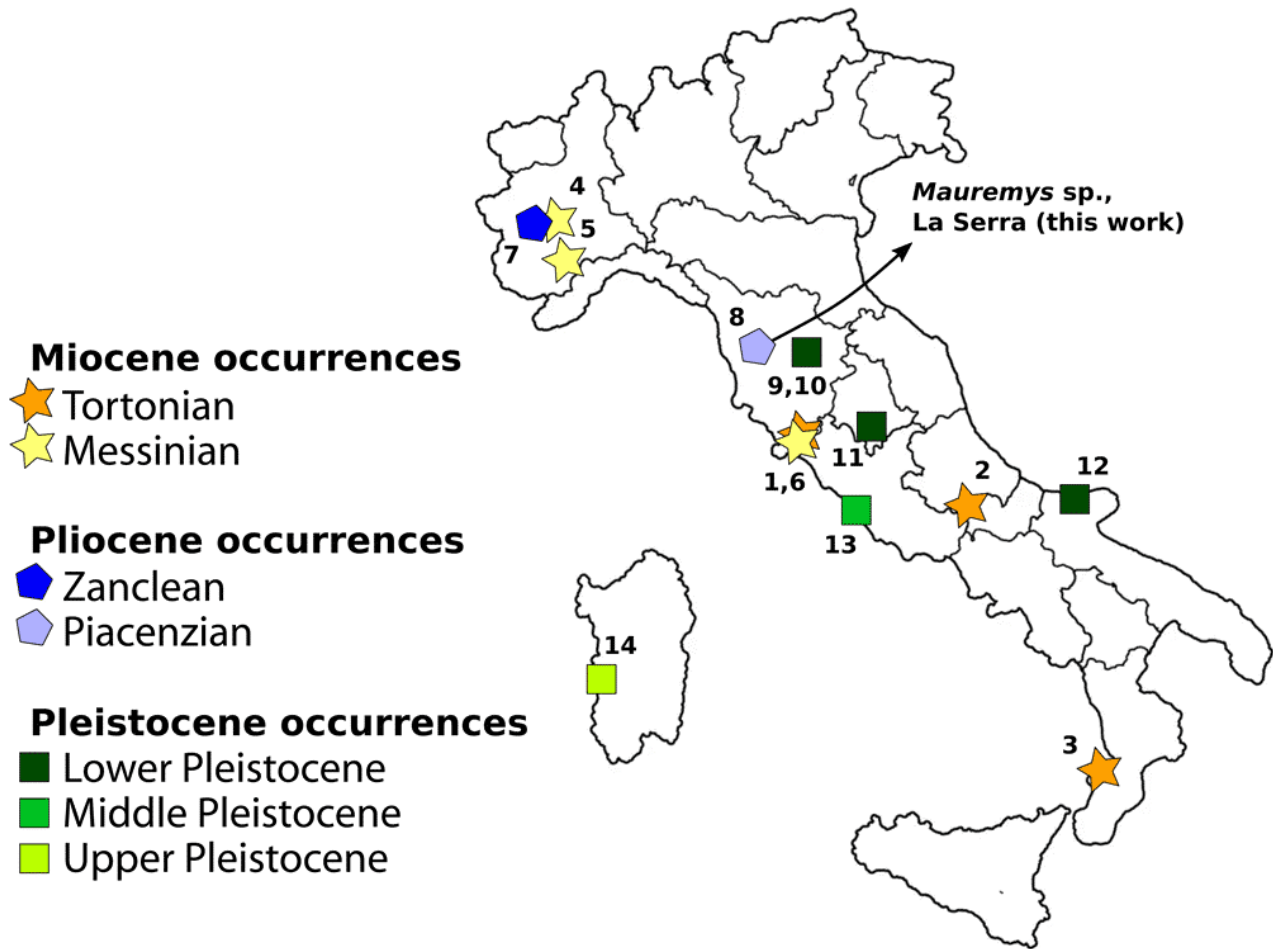 Mauremys sp.,
La Serra (this work)
4
5
7
8
9,10
11
1,6
2
12
13
14
3
Miocene occurrences
Tortonian
Messinian
Pliocene occurrences
Zanclean
Piacenzian
Pleistocene occurrences
Lower Pleistocene
Middle Pleistocene
Upper Pleistocene